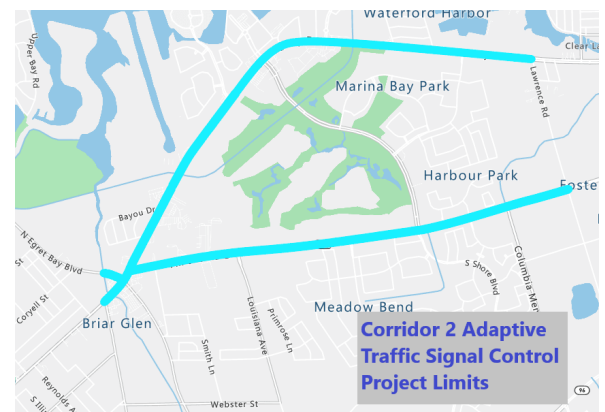 Waterford Harbor
Upper Bay Rd
Clear La
Lawrence Rd
Marina Bay Park
Harbour Park
Foste
Bayou Dr
N Egret Bay Blvd
St
Coryell St
Briar Glen
S Shore Blvd
Columbia Mem
Meadow Bend
Louisiana Ave
Primrose Ln
Smith Ln
Reynolds A
S Illi
Webster St
96
Corridor 2 Adaptive
Traffic Signal Control
Project Limits